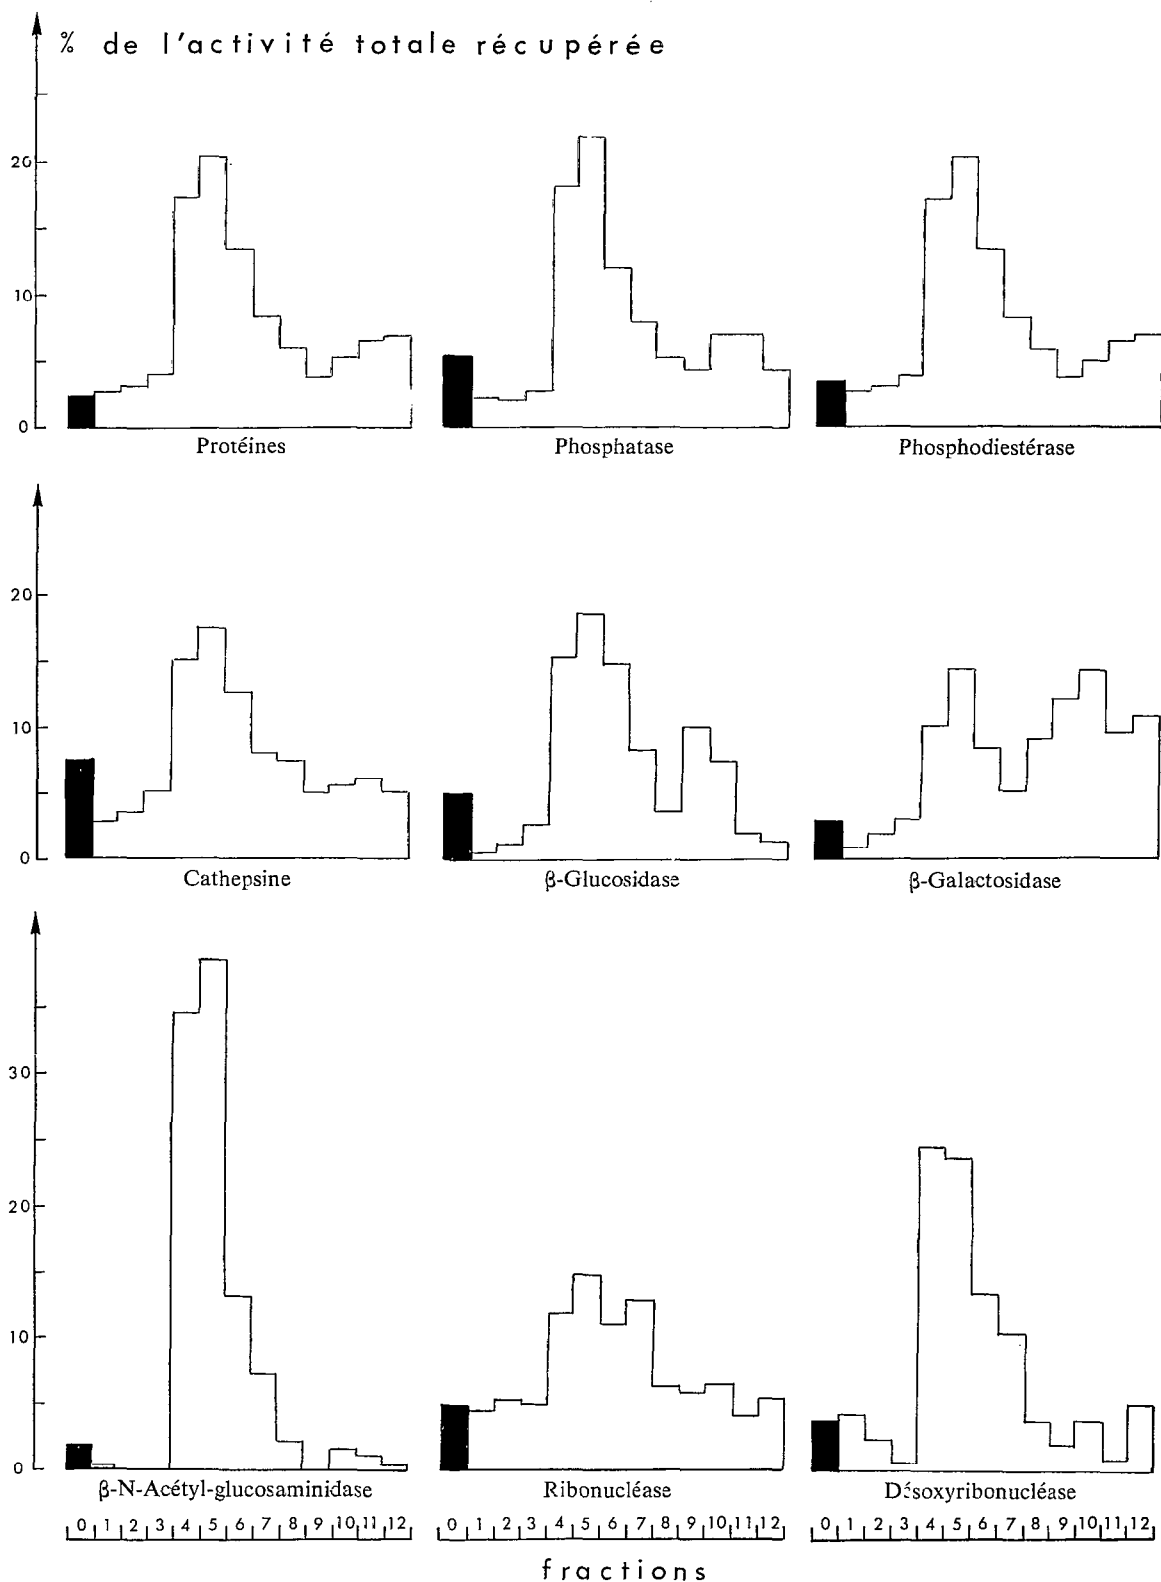 % de l'activité totale récupérée
20
10
0
Protéines Phosphatase Phosphodiestérase
20
10
0
Cathepsine β-Glucosidase β-Galactosidase
30
20
10
0
β-N-Acétyl-glucosaminidase Ribonucléase Désoxyribonucléase
0 1 2 3 4 5 6 7 8 9 10 11 12 0 1 2 3 4 5 6 7 8 9 10 11 12 0 1 2 3 4 5 6 7 8 9 10 11 12
fractions